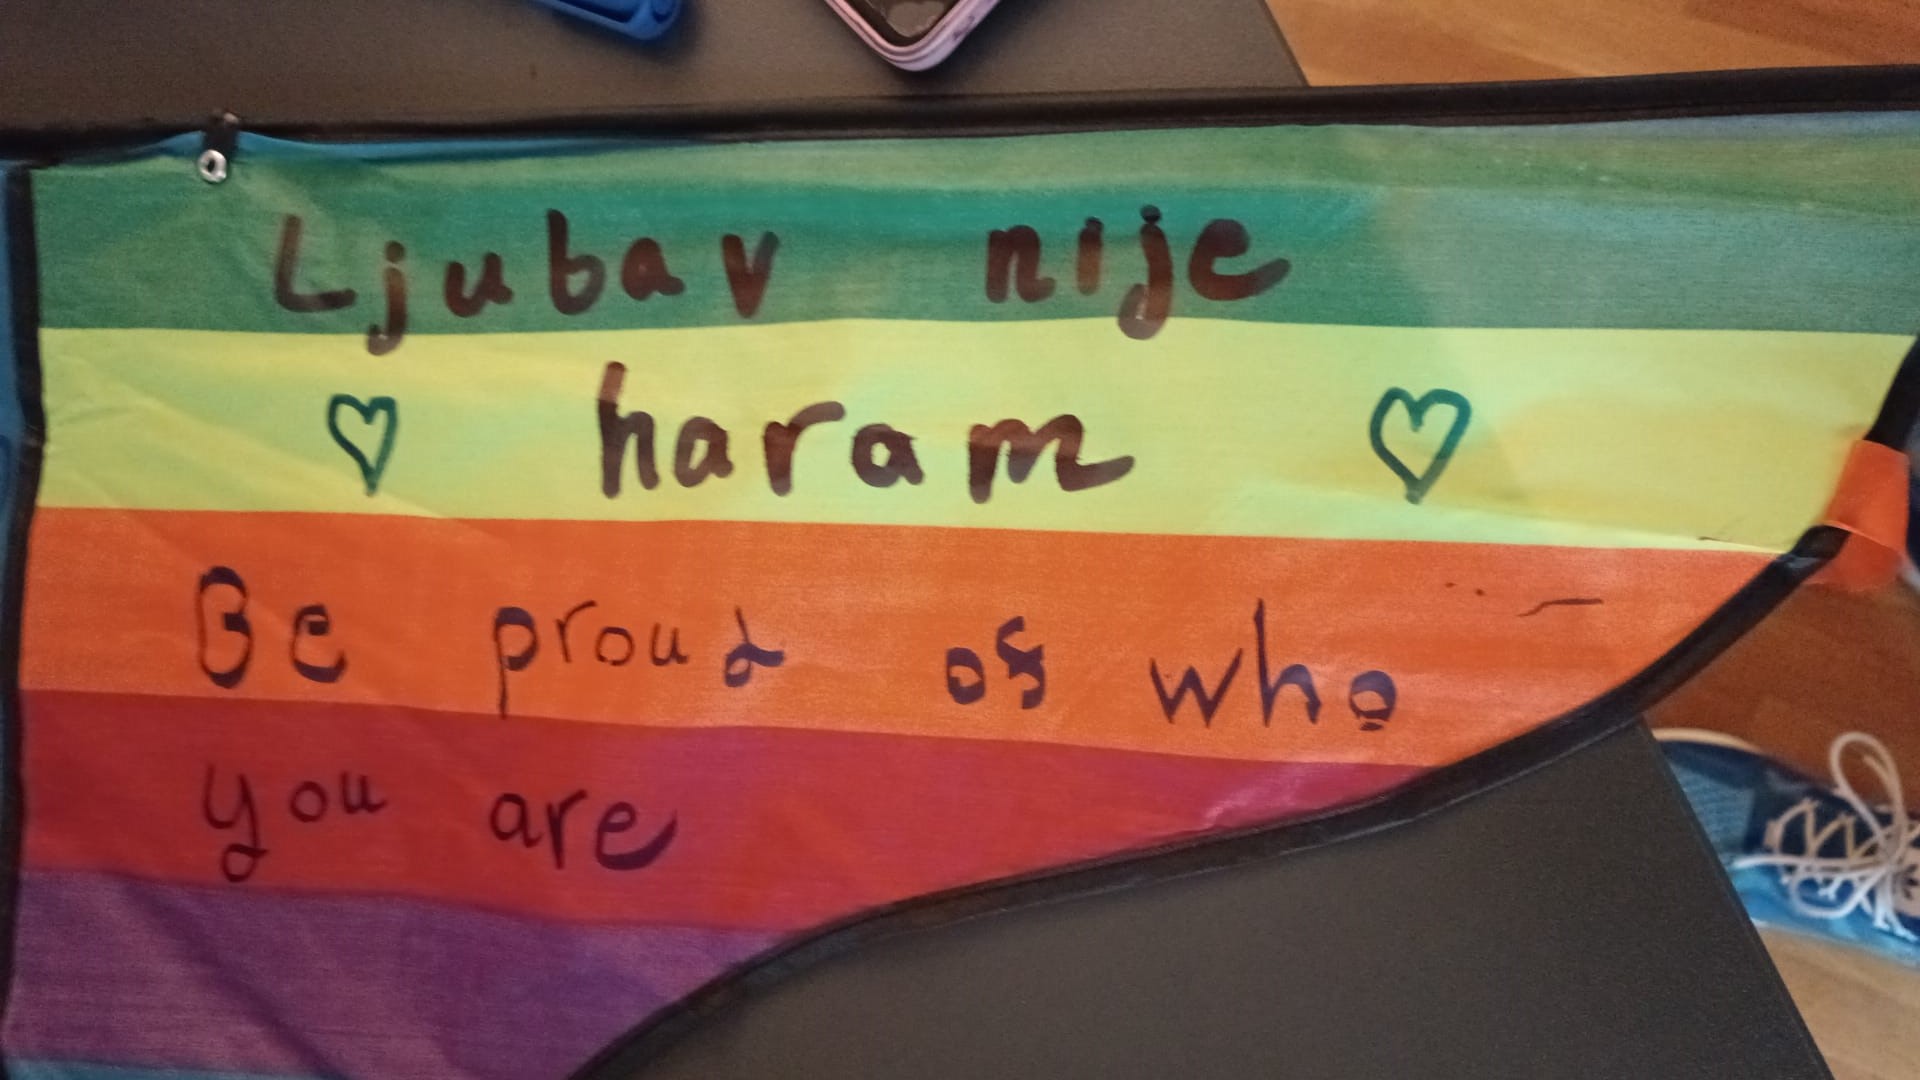 Ljubav nije
haram
Be proud of who
you are